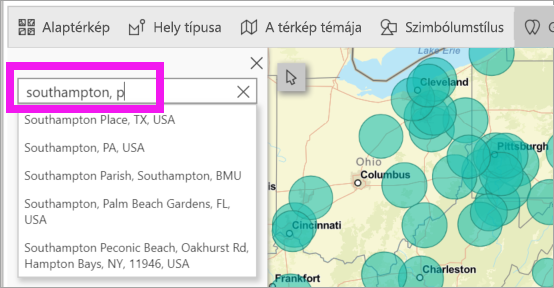 Alaptérkép Hely típusa A térkép témája Szimbólumstílus
southampton, p
Southampton Place, TX, USA
Southampton, PA, USA
Southampton Parish, Southampton, BMU
Southampton, Palm Beach Gardens, FL,
USA
Southampton Peconic Beach, Oakhurst Rd,
Hampton Bays, NY, 11946, USA
Lake Erie
Cleveland
Pittsburgh
Ohio
Columbus
Cincinnati
Frankfort
Charleston